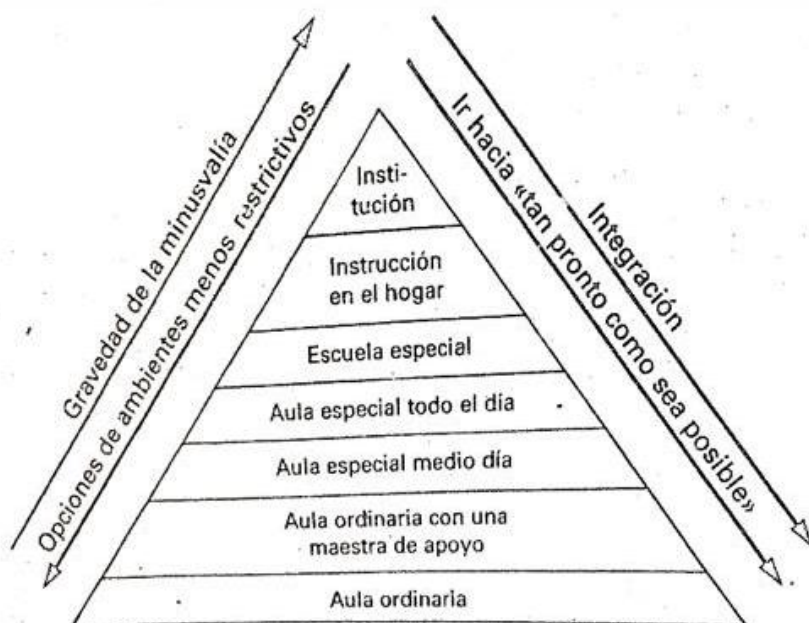 Gravedad de la minusvalía
Opciones de ambientes menos restrictivos
Ir hacia «tan pronto como sea posible»
Integración
Insti-
tución
Instrucción
en el hogar
Escuela especial
Aula especial todo el día
Aula especial medio día
Aula ordinaria con una
maestra de apoyo
Aula ordinaria